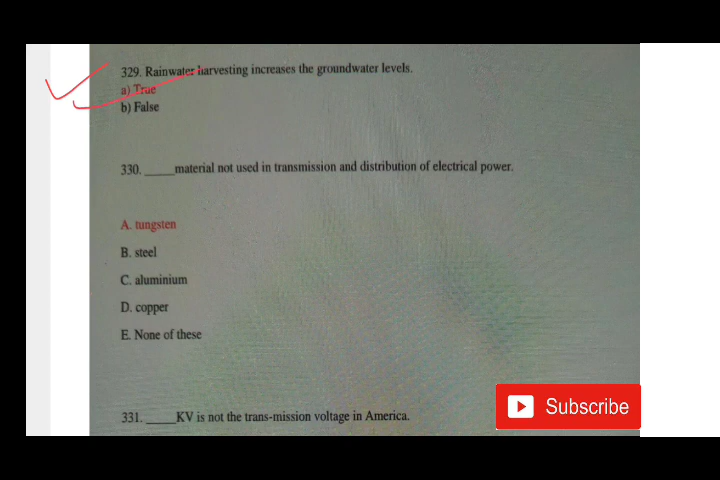 329. Rainwater harvesting increases the groundwater levels.
a) True
b) False
330. _____material not used in transmission and distribution of electrical power.
A. tungsten
B. steel
C. aluminium
D. copper
E. None of these
331. _____KV is not the trans-mission voltage in America.
Subscribe